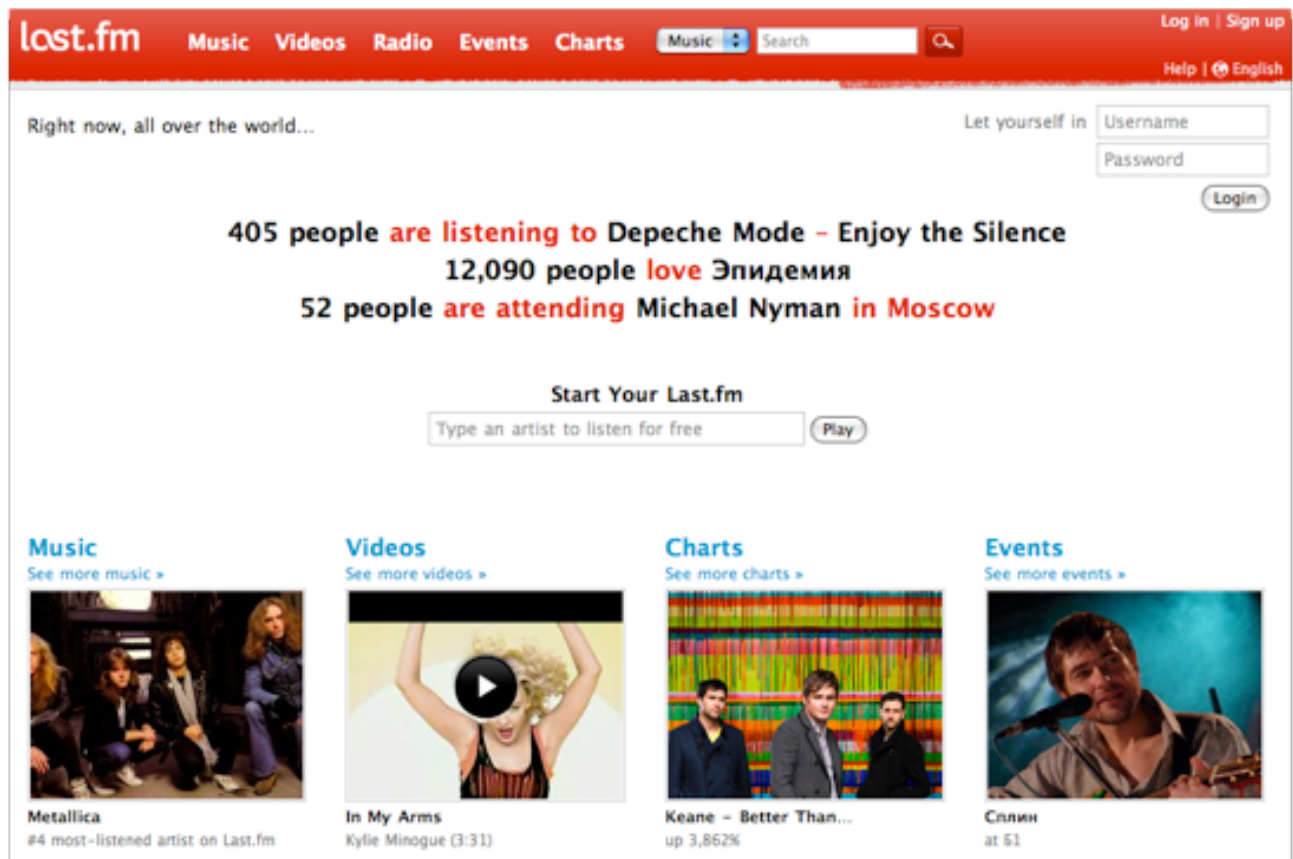 last.fm Music Videos Radio Events Charts Music Search Log in | Sign up
Help | English
Right now, all over the world...
Let yourself in Username
Password
Login
405 people are listening to Depeche Mode – Enjoy the Silence
12,090 people love Эпидемия
52 people are attending Michael Nyman in Moscow
Start Your Last.fm
Type an artist to listen for free Play
Music
See more music »
Metallica
#4 most-listened artist on Last.fm
Videos
See more videos »
In My Arms
Kylie Minogue (3:31)
Charts
See more charts »
Keane – Better Than...
up 3,862%
Events
See more events »
Сплин
at Б1